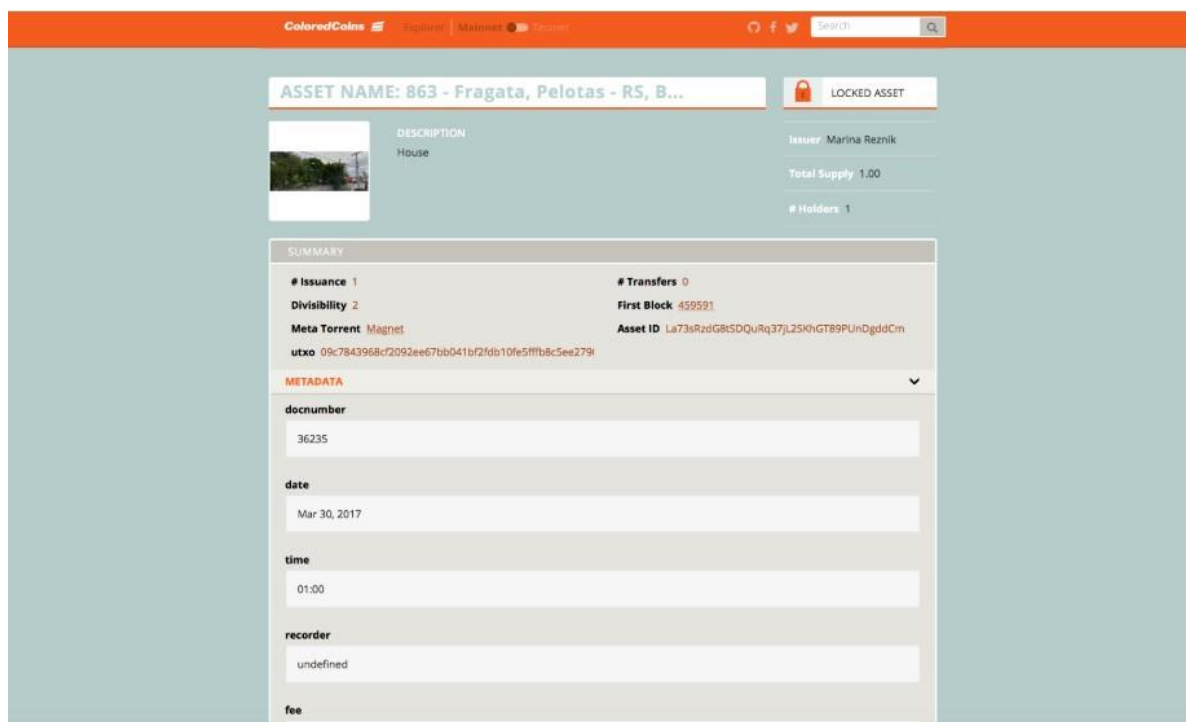 ColoredCoins Explorer | Mainnet Testnet Search
ASSET NAME: 863 - Fragata, Pelotas - RS, B...
LOCKED ASSET
DESCRIPTION
House
Issuer Marina Reznik
Total Supply 1.00
# Holders 1
SUMMARY
# Issuance 1
# Transfers 0
Divisibility 2
First Block 459591
Meta Torrent Magnet
Asset ID La73sRzdG8tSDQuRq37jL2SKhGT89PUnDgddCm
utxo
METADATA
docnumber
36235
date
Mar 30, 2017
time
01:00
recorder
undefined
fee